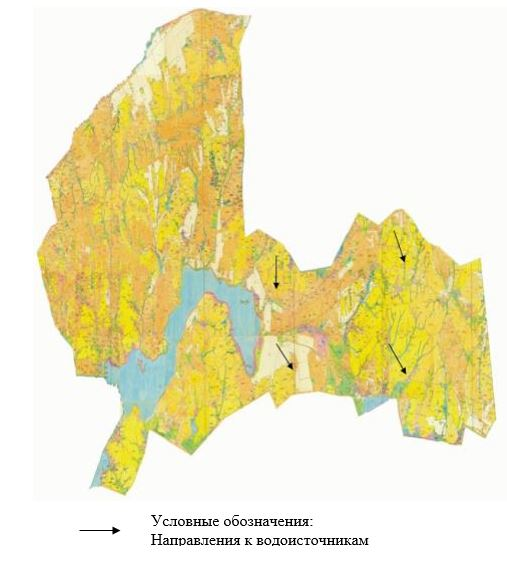 Условные обозначения:
Направления к водоисточникам